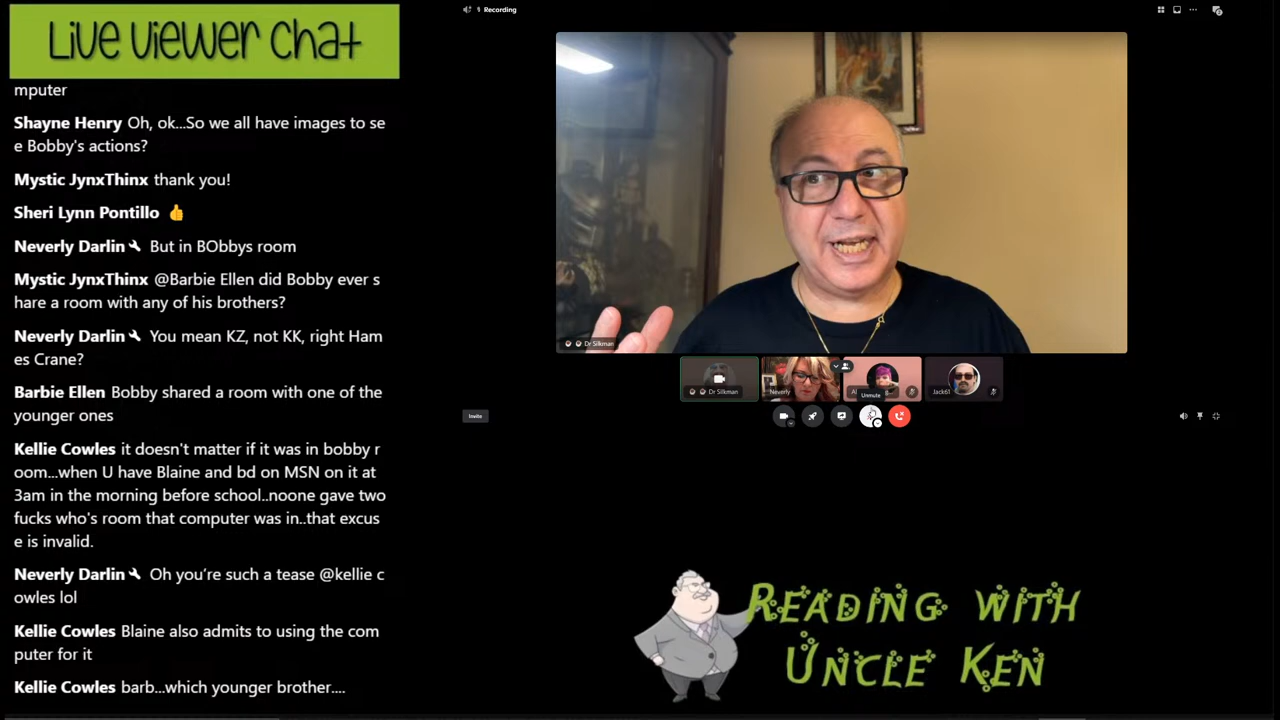 Live viewer chat
mputer
Shayne Henry Oh, ok...So we all have images to se
e Bobby's actions?
Mystic JynxThinx thank you!
Sheri Lynn Pontillo 👍
Neverly Darlin But in BObbys room
Mystic JynxThinx @Barbie Ellen did Bobby ever s
hare a room with any of his brothers?
Neverly Darlin You mean KZ, not KK, right Ham
es Crane?
Barbie Ellen Bobby shared a room with one of the
younger ones
Kellie Cowles it doesn't matter if it was in bobby r
oom...when U have Blaine and bd on MSN on it at
3am in the morning before school..noone gave two
fucks who's room that computer was in..that excus
e is invalid.
Neverly Darlin Oh you're such a tease @kellie c
owles lol
Kellie Cowles Blaine also admits to using the com
puter for it
Kellie Cowles barb...which younger brother....
Recording
Dr Silkman
Dr Silkman
Neverly
Jack61
Unmute
Invite
Reading with
Uncle Ken